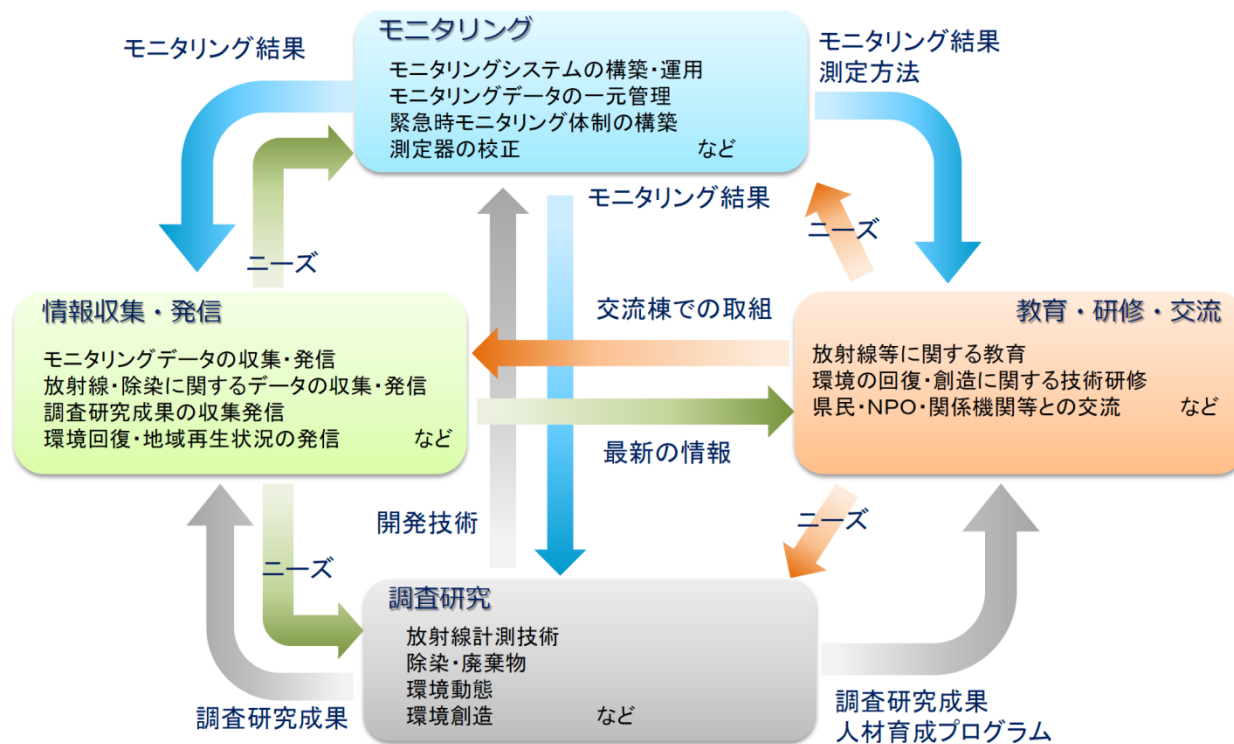 モニタリング
モニタリングシステムの構築・運用
モニタリングデータの一元管理
緊急時モニタリング体制の構築
測定器の校正 など
モニタリング結果
モニタリング結果
測定方法
ニーズ
モニタリング結果
ニーズ
情報収集・発信
モニタリングデータの収集・発信
放射線・除染に関するデータの収集・発信
調査研究成果の収集発信
環境回復・地域再生状況の発信 など
交流棟での取組
最新の情報
教育・研修・交流
放射線等に関する教育
環境の回復・創造に関する技術研修
県民・NPO・関係機関等との交流 など
開発技術
ニーズ
ニーズ
調査研究
放射線計測技術
除染・廃棄物
環境動態
環境創造 など
調査研究成果
調査研究成果
人材育成プログラム